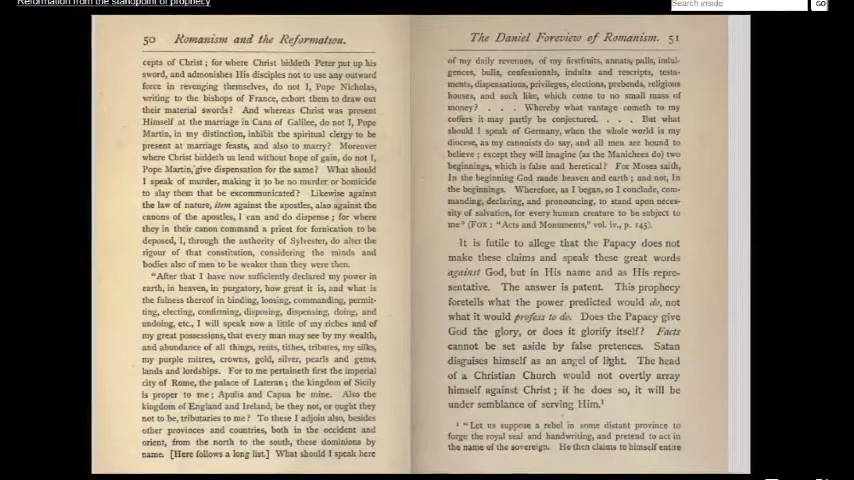 Reformation from the standpoint of prophecy
Search inside
GO
50 Romanism and the Reformation.
cepts of Christ; for where Christ biddeth Peter put up his
sword, and admonishes His disciples not to use any outward
force in revenging themselves, do not I, Pope Nicholas,
writing to the bishops of France, exhort them to draw out
their material swords? And whereas Christ was present
Himself at the marriage in Cana of Galilee, do not I, Pope
Martin, in my distinction, inhibit the spiritual clergy to be
present at marriage feasts, and also to marry? Moreover
where Christ biddeth us lend without hope of gain, do not I,
Pope Martin, give dispensation for the same? What should
I speak of murder, making it to be no murder or homicide
to slay them that be excommunicated? Likewise against
the law of nature, item against the apostles, also against the
canons of the apostles, I can and do dispense; for where
they in their canon command a priest for fornication to be
deposed, I, through the authority of Sylvester, do alter the
rigour of that constitution, considering the minds and
bodies also of men to be weaker than they were then.
"After that I have now sufficiently declared my power in
earth, in heaven, in purgatory, how great it is, and what is
the fulness thereof in binding, loosing, commanding, permit-
ting, electing, confirming, disposing, dispensing, doing, and
undoing, etc., I will speak now a little of my riches and of
my great possessions, that every man may see by my wealth,
and abundance of all things, rents, tithes, tributes, my silks,
my purple mitres, crowns, gold, silver, pearls and gems,
lands and lordships. For to me pertaineth first the imperial
city of Rome, the palace of Lateran; the kingdom of Sicily
is proper to me; Apulia and Capua be mine. Also the
kingdom of England and Ireland, be they not, or ought they
not to be, tributaries to me? To these I adjoin also, besides
other provinces and countries, both in the occident and
orient, from the north to the south, these dominions by
name. [Here follows a long list.] What should I speak here
The Daniel Foreview of Romanism. 51
of my daily revenues, of my firstfruits, annats, palls, indul-
gences, bulls, confessionals, indults and rescripts, testa-
ments, dispensations, privileges, elections, prebends, religious
houses, and such like, which come to no small mass of
money? . . . Whereby what vantage cometh to my
coffers it may partly be conjectured. . . . But what
should I speak of Germany, when the whole world is my
diocese, as my canonists do say, and all men are bound to
believe; except they will imagine (as the Manichees do) two
beginnings, which is false and heretical? For Moses saith,
In the beginning God made heaven and earth; and not, In
the beginnings. Wherefore, as I began, so I conclude, com-
manding, declaring, and pronouncing, to stand upon neces-
sity of salvation, for every human creature to be subject to
me" (FOX: "Acts and Monuments," vol. iv., p. 145).
It is futile to allege that the Papacy does not
make these claims and speak these great words
against God, but in His name and as His repre-
sentative. The answer is patent. This prophecy
foretells what the power predicted would do, not
what it would profess to do. Does the Papacy give
God the glory, or does it glorify itself? Facts
cannot be set aside by false pretences. Satan
disguises himself as an angel of light. The head
of a Christian Church would not overtly array
himself against Christ; if he does so, it will be
under semblance of serving Him.¹
¹ "Let us suppose a rebel in some distant province to
forge the royal seal and handwriting, and pretend to act in
the name of the sovereign. He then claims to himself entire